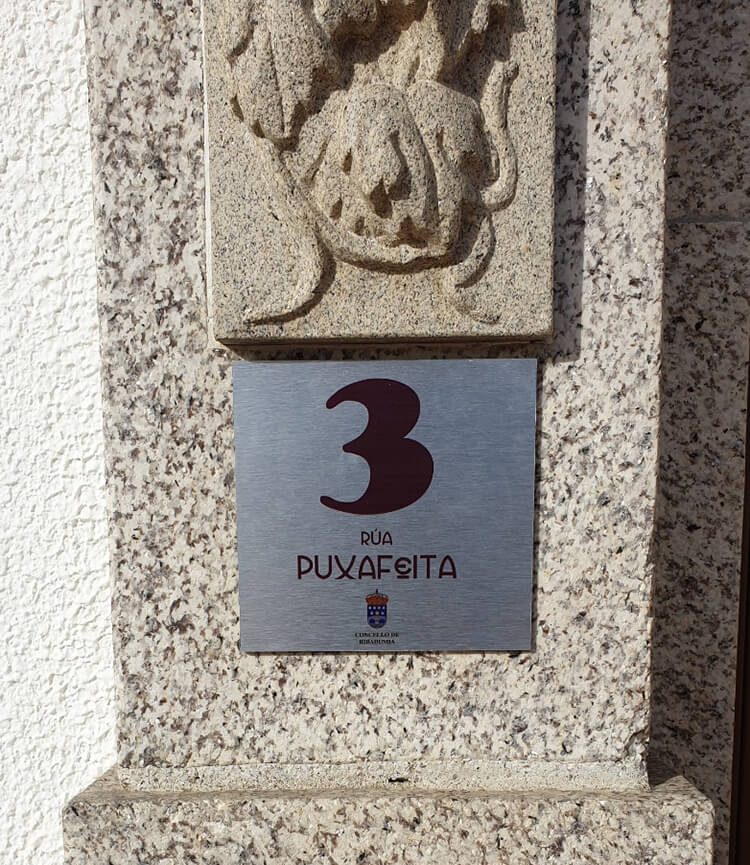 3
RÚA
PUXAFEITA
CONCELLO DE
RIBADUMIA